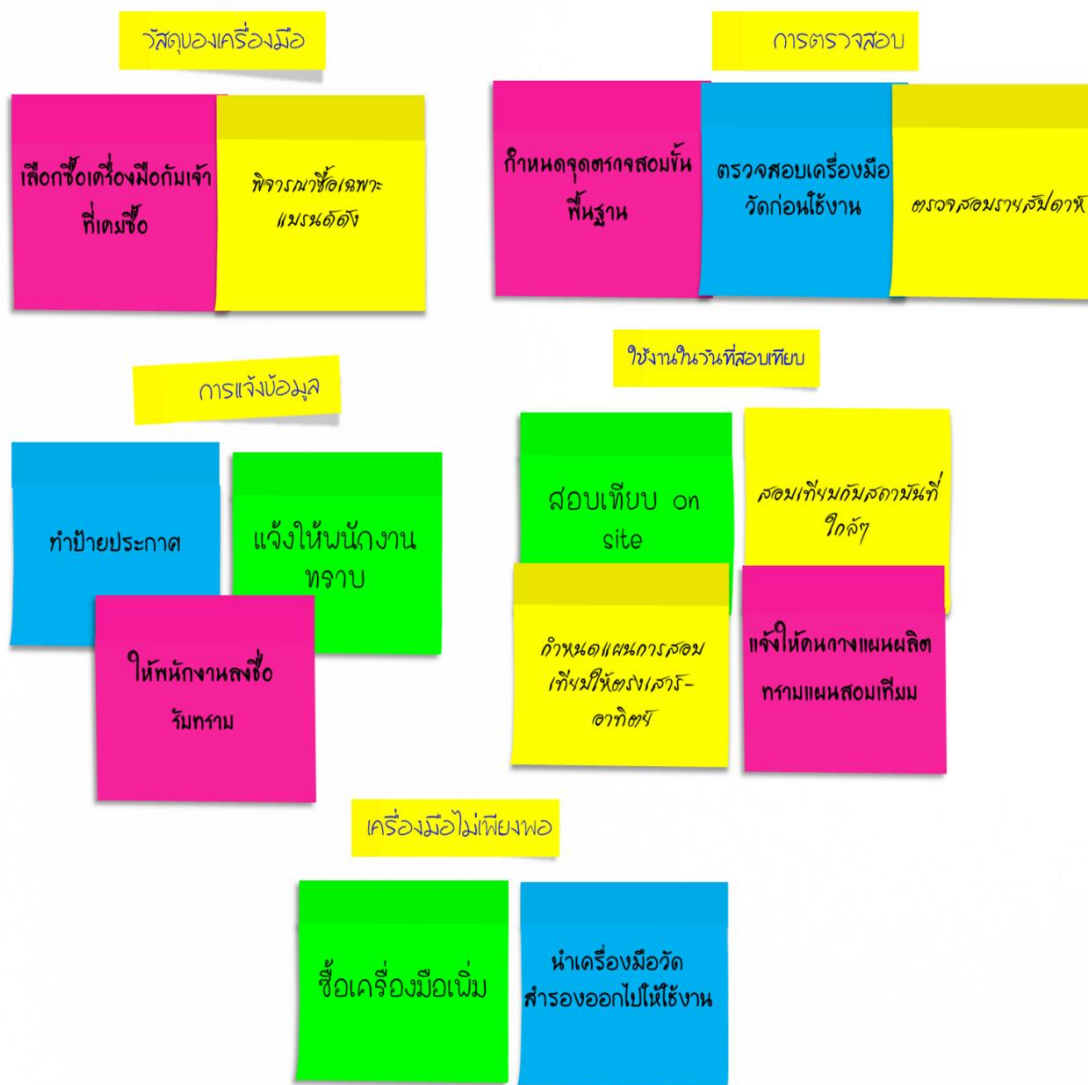 วัสดุของเครื่องมือ
เลือกซื้อเครื่องมือกับเจ้า
ที่เคยซื้อ
พิจารณาซื้อเฉพาะ
แบรนด์ดัง
การตรวจสอบ
กำหนดจุดตรวจสอบขั้น
พื้นฐาน
ตรวจสอบเครื่องมือ
วัดก่อนใช้งาน
ตรวจสอบรายสัปดาห์
การแจ้งข้อมูล
ทำป้ายประกาศ
แจ้งให้พนักงาน
ทราบ
ให้พนักงานลงชื่อ
รับทราบ
ใช้งานในวันที่สอบเทียบ
สอบเทียบ on
site
สอบเทียบกับสถาบันที่
ใกล้ๆ
กำหนดแผนการสอบ
เทียบให้ตรงเสาร์-
อาทิตย์
แจ้งให้คนวางแผนผลิต
ทราบแผนสอบเทียบ
เครื่องมือไม่เพียงพอ
ซื้อเครื่องมือเพิ่ม
นำเครื่องมือวัด
สำรองออกไปให้ใช้งาน